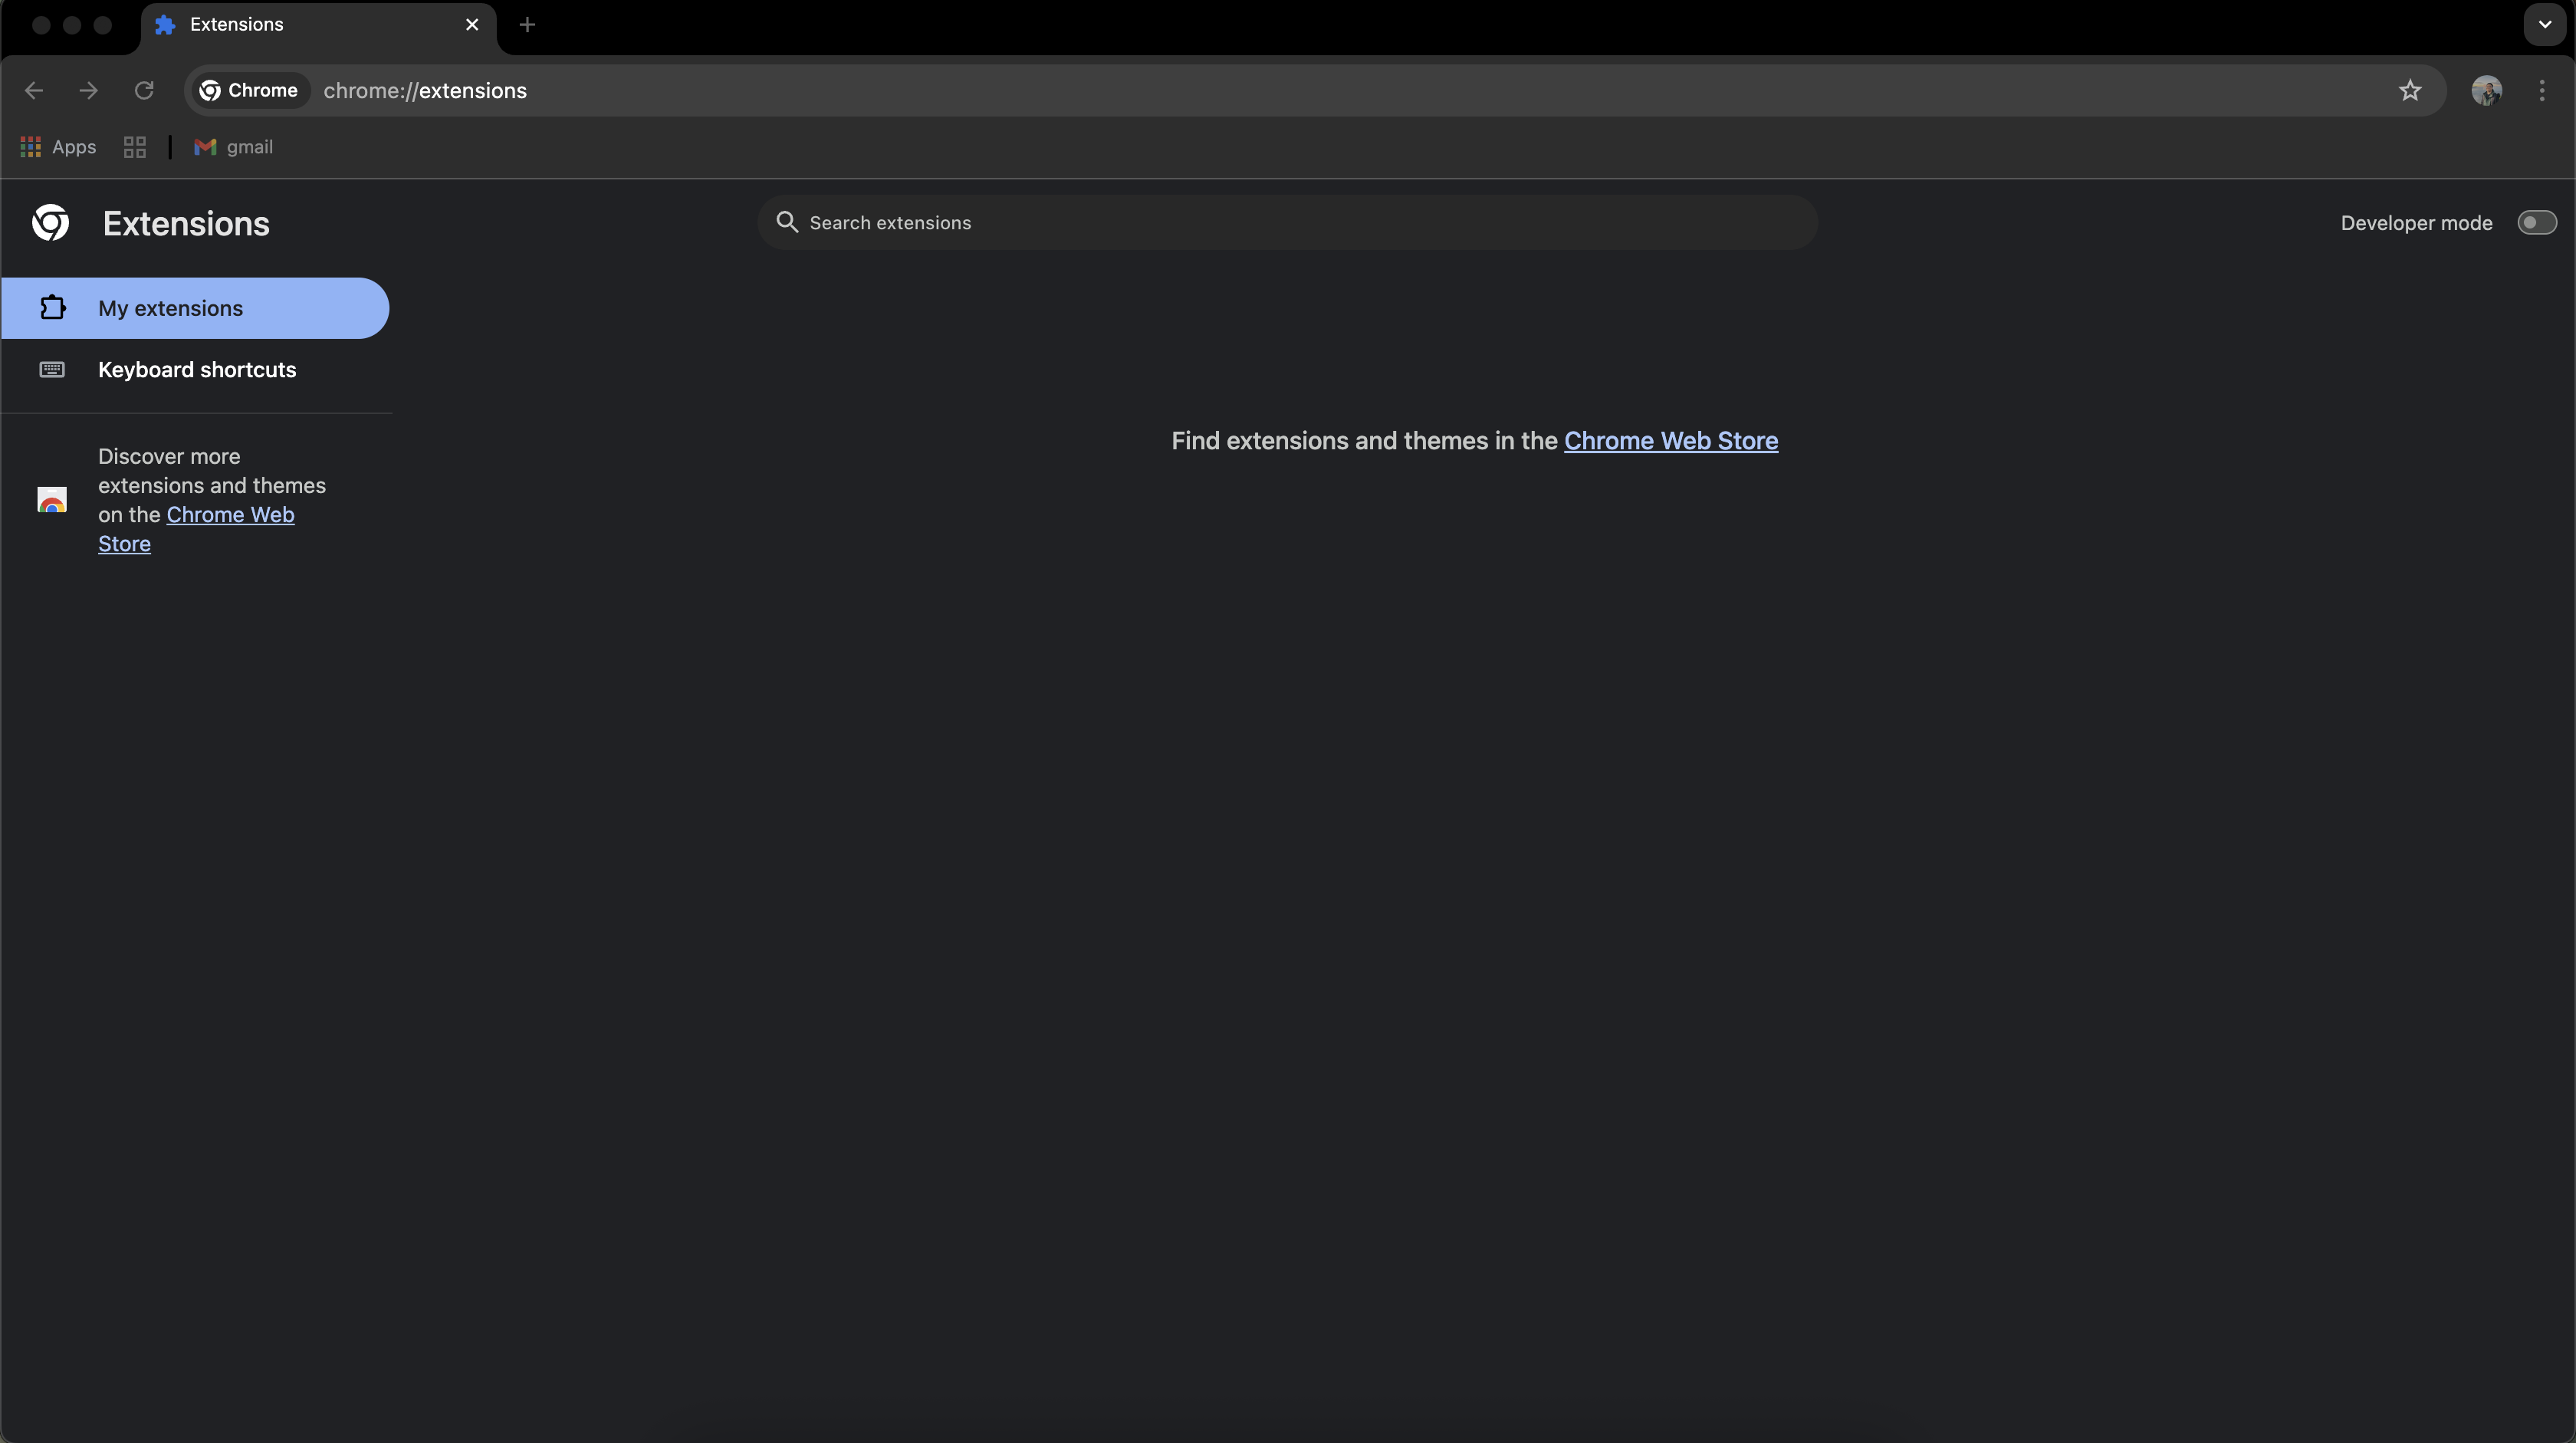 Extensions
Chrome chrome://extensions
Apps gmail
Extensions
Search extensions
Developer mode
My extensions
Keyboard shortcuts
Discover more
extensions and themes
on the Chrome Web
Store
Find extensions and themes in the Chrome Web Store